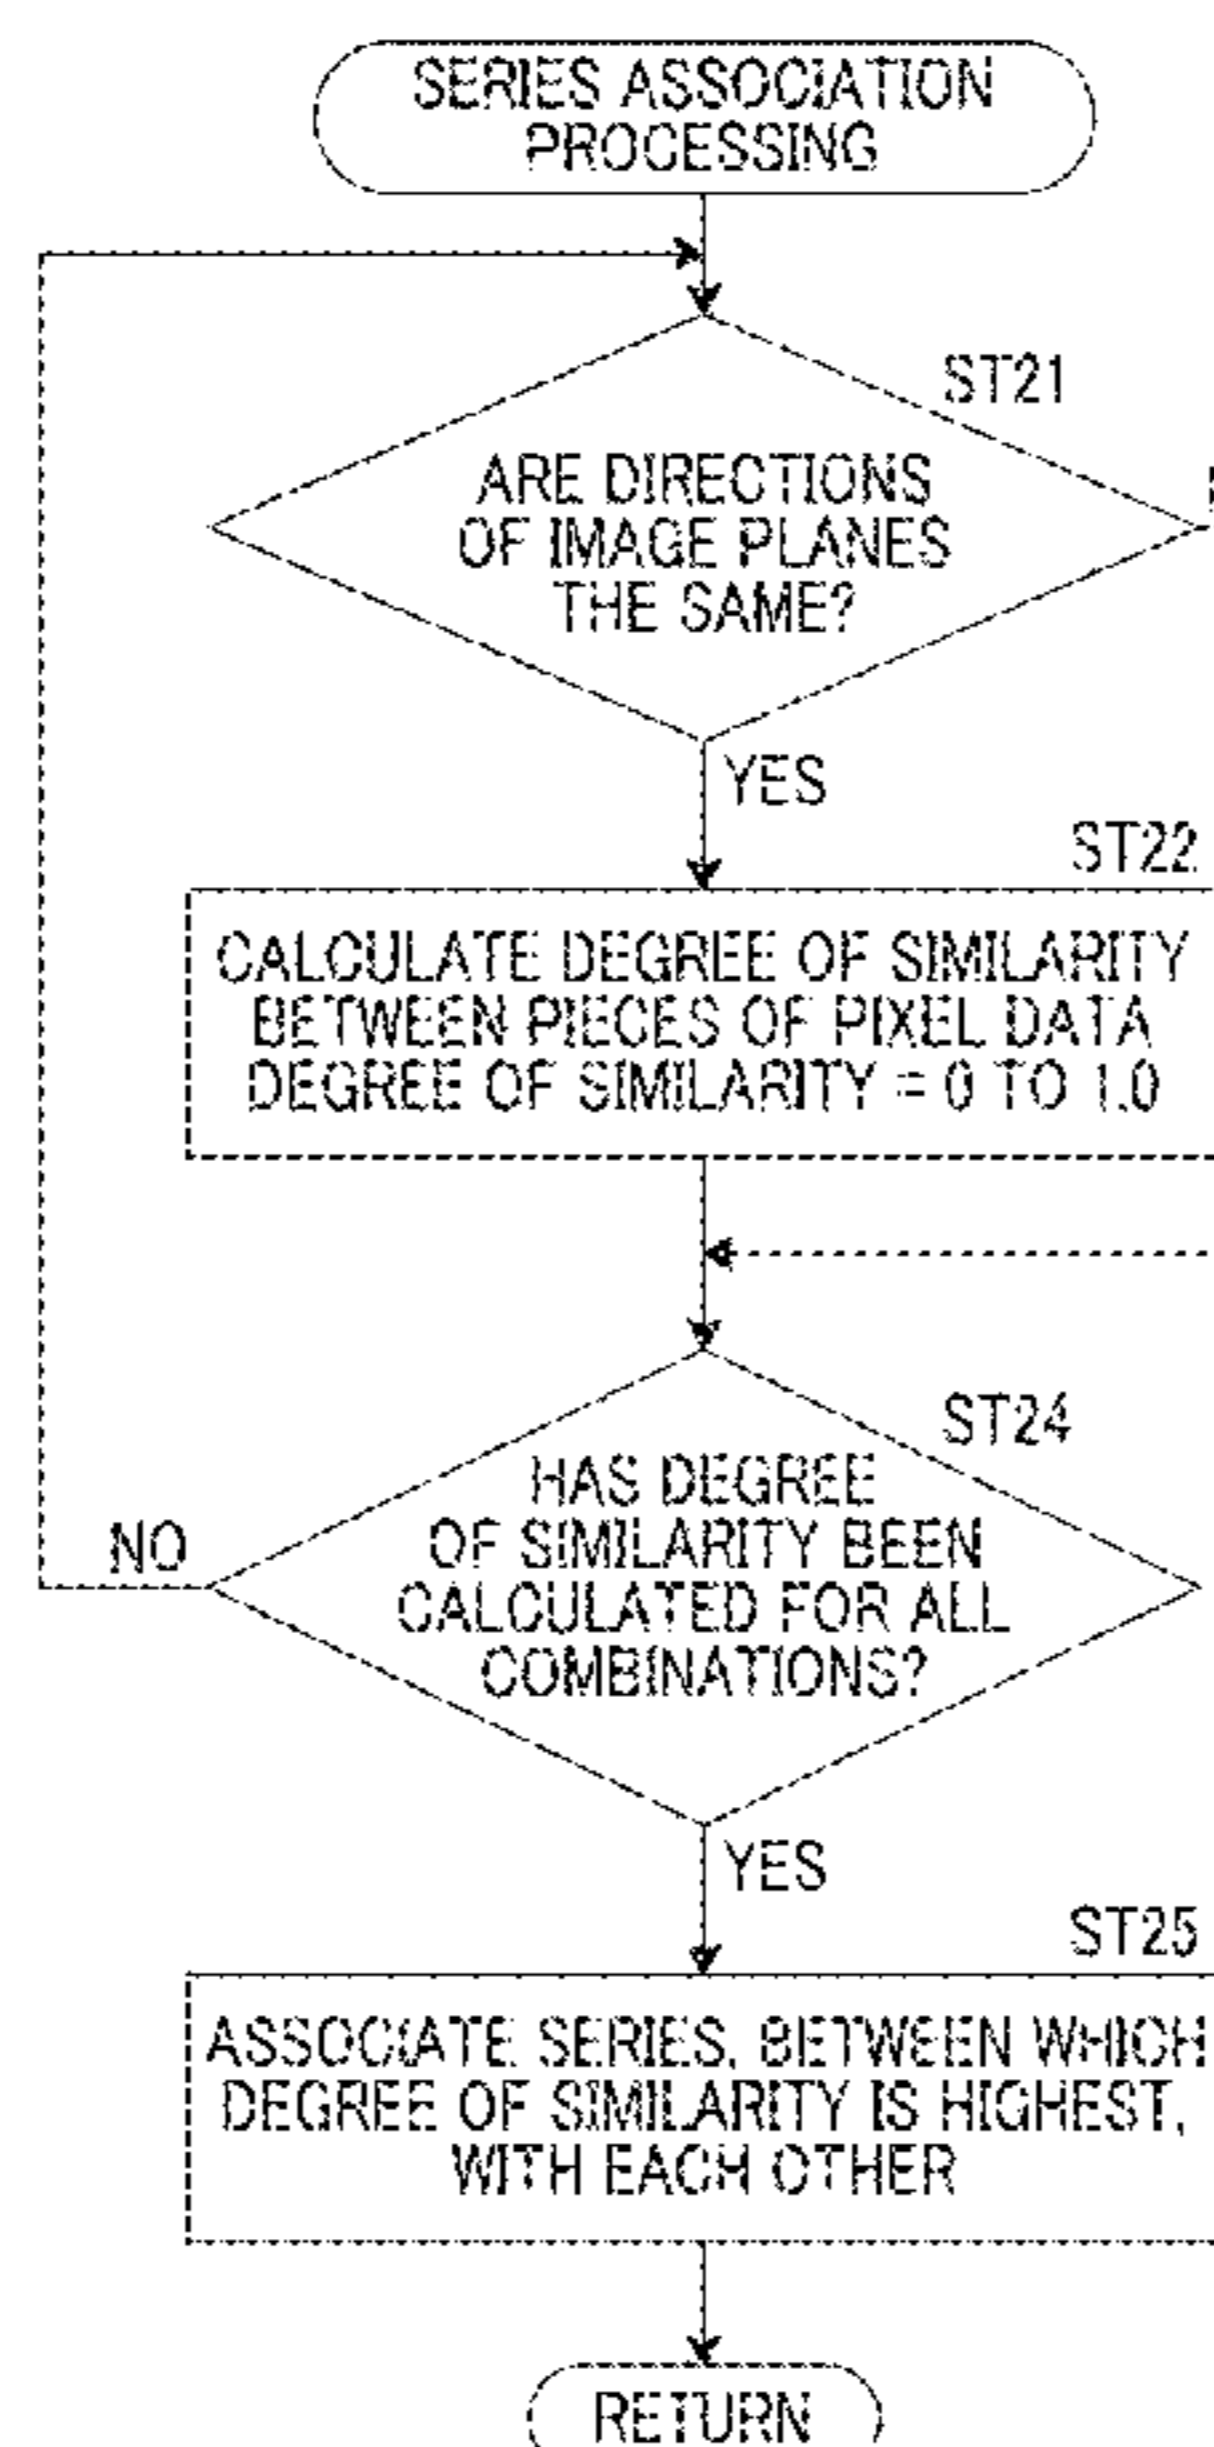 SERIES ASSOCIATION
PROCESSING
ST21
ARE DIRECTIONS
OF IMAGE PLANES
THE SAME?
YES
ST22
CALCULATE DEGREE OF SIMILARITY
BETWEEN PIECES OF PIXEL DATA
DEGREE OF SIMILARITY = 0 TO 1.0
ST24
HAS DEGREE
OF SIMILARITY BEEN
CALCULATED FOR ALL
COMBINATIONS?
NO
YES
ST25
ASSOCIATE SERIES, BETWEEN WHICH
DEGREE OF SIMILARITY IS HIGHEST,
WITH EACH OTHER
RETURN